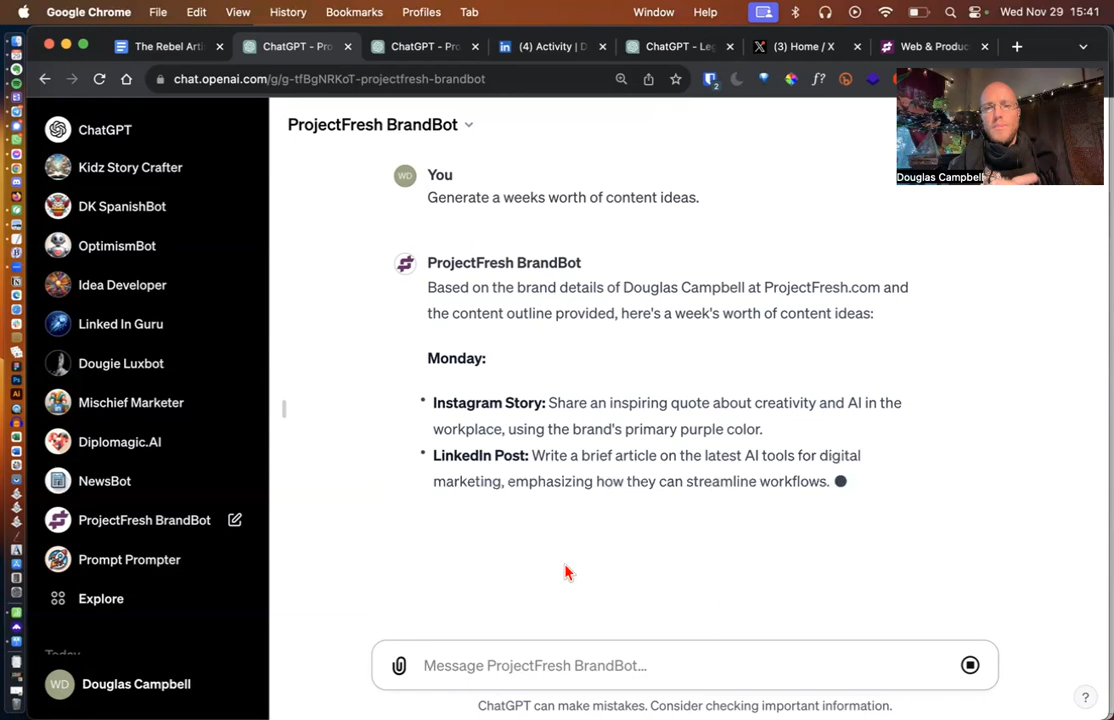 Google Chrome File Edit View History Bookmarks Profiles Tab Window Help Wed Nov 29 15:41
The Rebel Arti ChatGPT - Pro ChatGPT - Pro (4) Activity | D ChatGPT - Leg (3) Home / X Web & Produc
chat.openai.com/g/g-tfBgNRKoT-projectfresh-brandbot
ChatGPT
Kidz Story Crafter
DK SpanishBot
OptimismBot
Idea Developer
Linked In Guru
Dougie Luxbot
Mischief Marketer
Diplomagic.AI
NewsBot
ProjectFresh BrandBot
Prompt Prompter
Explore
Today
WD Douglas Campbell
ProjectFresh BrandBot
Douglas Campbell
WD You
Generate a weeks worth of content ideas.
ProjectFresh BrandBot
Based on the brand details of Douglas Campbell at ProjectFresh.com and
the content outline provided, here's a week's worth of content ideas:
Monday:
• Instagram Story: Share an inspiring quote about creativity and AI in the
workplace, using the brand's primary purple color.
• LinkedIn Post: Write a brief article on the latest AI tools for digital
marketing, emphasizing how they can streamline workflows.
Message ProjectFresh BrandBot...
ChatGPT can make mistakes. Consider checking important information.
?